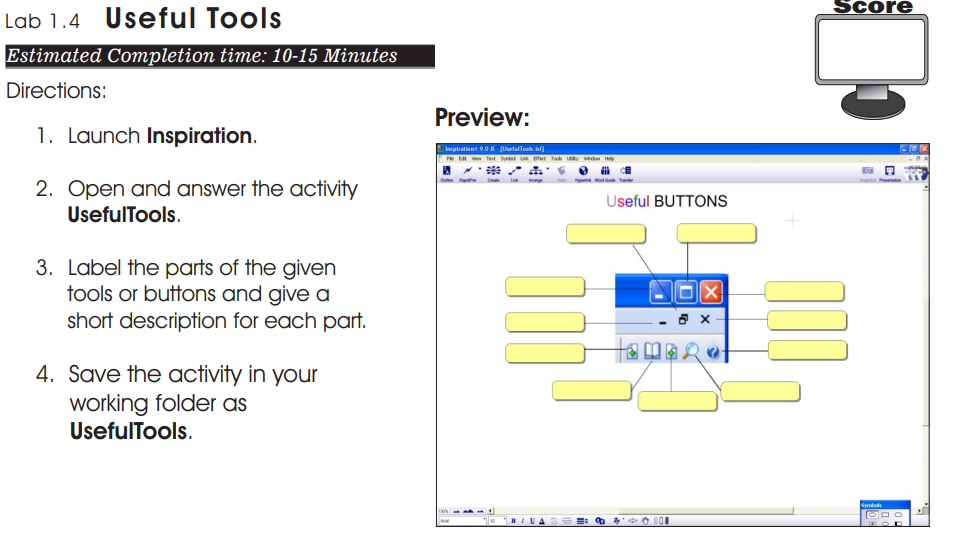 Lab 1.4 Useful Tools
Score
Estimated Completion time: 10-15 Minutes
Directions:
1. Launch Inspiration.
2. Open and answer the activity
UsefulTools.
3. Label the parts of the given
tools or buttons and give a
short description for each part.
4. Save the activity in your
working folder as
UsefulTools.
Preview:
Inspiration® 9.0 IE - [UsefulTools.isf]
File Edit View Text Symbol Link Effect Tools Utility Window Help
Outline RapidFire Create Link Arrange Note Hyperlink Word Guide Transfer Snapshot Presentation
Useful BUTTONS
100%
Symbols
Arial 12 B I U A